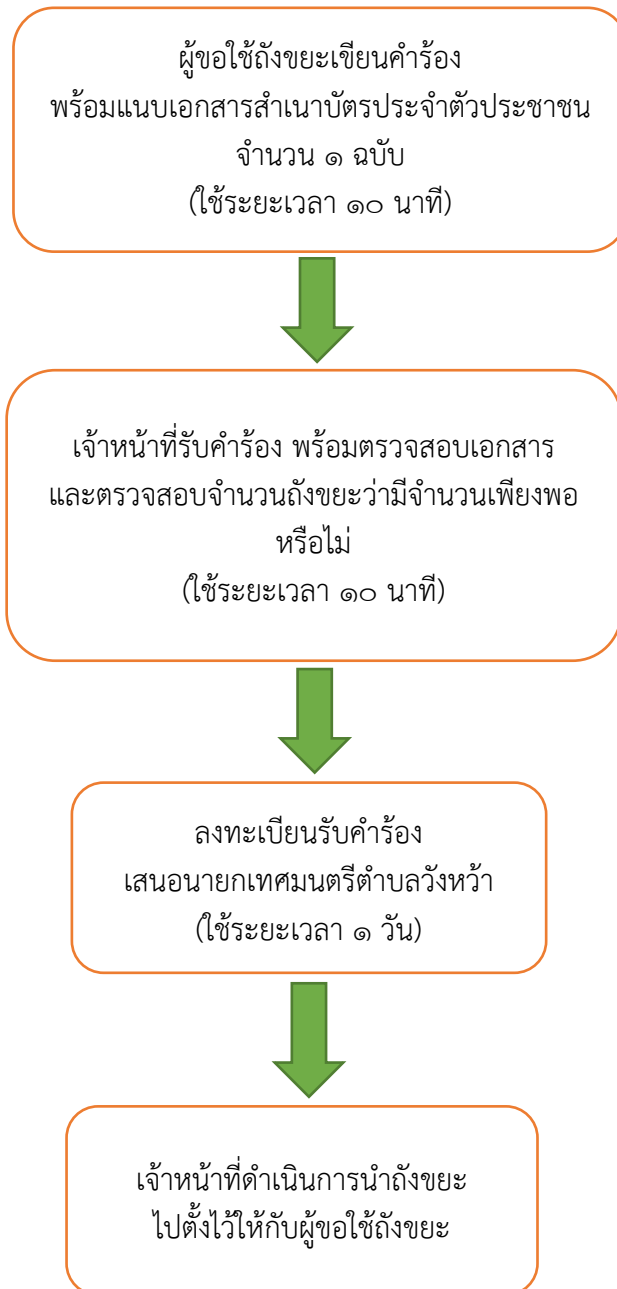 ผู้ขอใช้ถังขยะเขียนคำร้อง
พร้อมแนบเอกสารสำเนาบัตรประจำตัวประชาชน
จำนวน ๑ ฉบับ
(ใช้ระยะเวลา ๑๐ นาที)
เจ้าหน้าที่รับคำร้อง พร้อมตรวจสอบเอกสาร
และตรวจสอบจำนวนถังขยะว่ามีจำนวนเพียงพอ
หรือไม่
(ใช้ระยะเวลา ๑๐ นาที)
ลงทะเบียนรับคำร้อง
เสนอนายกเทศมนตรีตำบลวังหว้า
(ใช้ระยะเวลา ๑ วัน)
เจ้าหน้าที่ดำเนินการนำถังขยะ
ไปตั้งไว้ให้กับผู้ขอใช้ถังขยะ